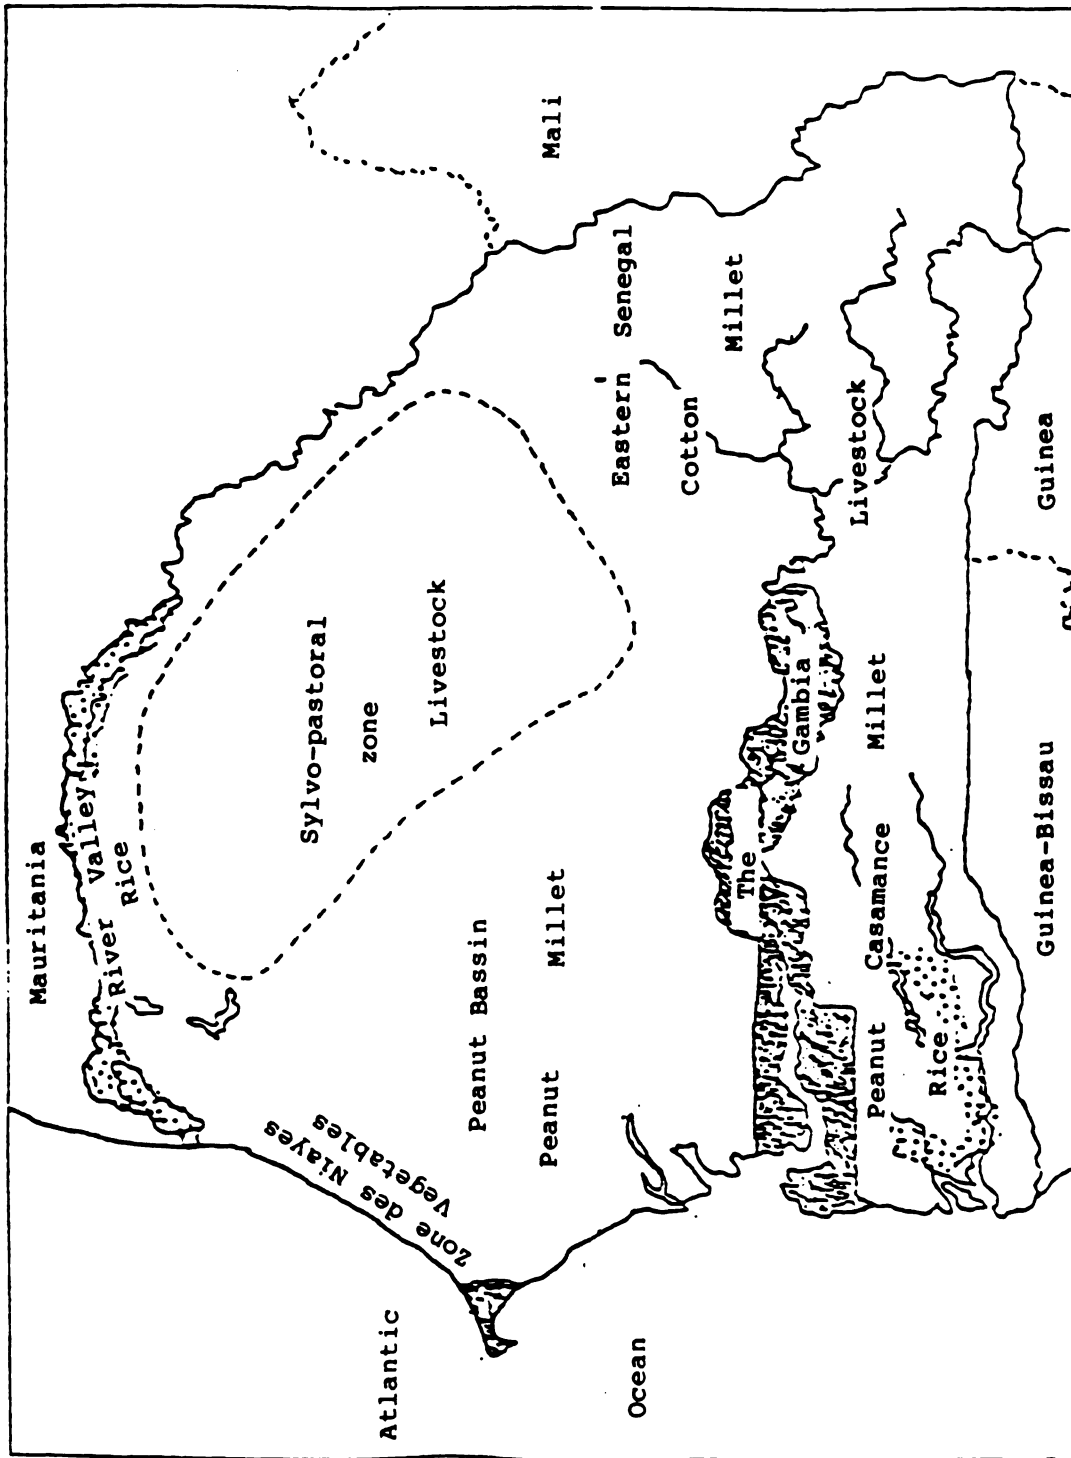 Mauritania
River Valley
Rice
Mali
Sylvo-pastoral
zone
Livestock
Zone des Niayes
Vegetables
Atlantic
Ocean
Peanut Bassin
Peanut Millet
Eastern Senegal
Cotton Millet
The
Gambia
Livestock
Peanut Casamance Millet
Rice
Guinea-Bissau
Guinea